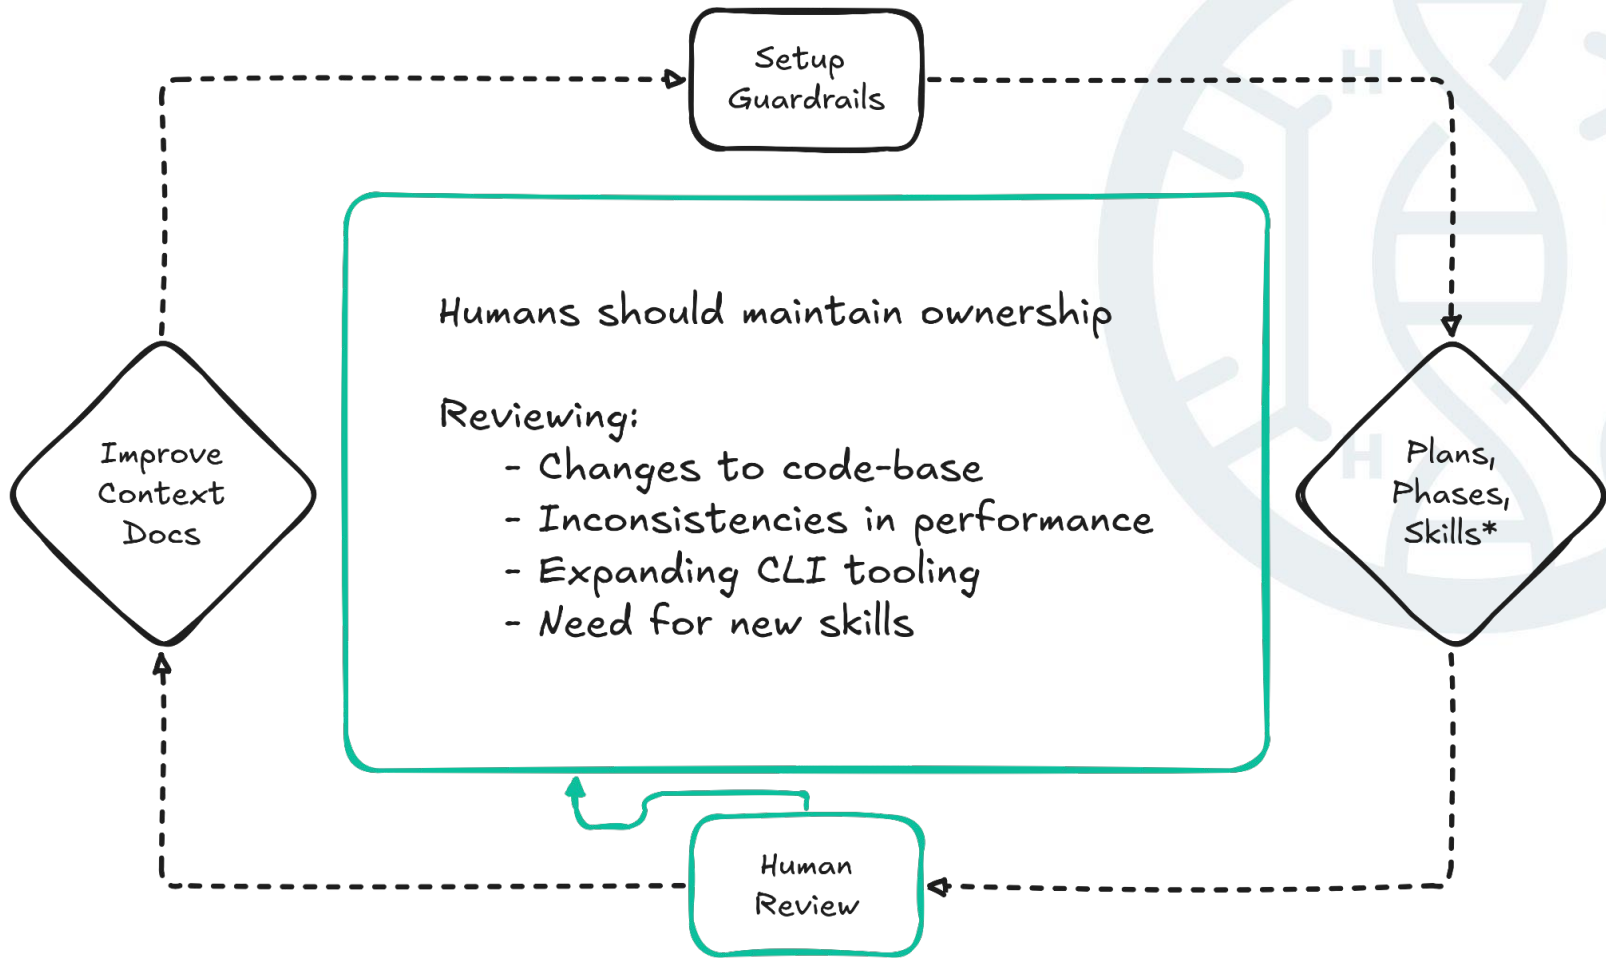 Setup
Guardrails
Humans should maintain ownership
Reviewing:
- Changes to code-base
- Inconsistencies in performance
- Expanding CLI tooling
- Need for new skills
Improve
Context
Docs
Plans,
Phases,
Skills*
Human
Review
H
H